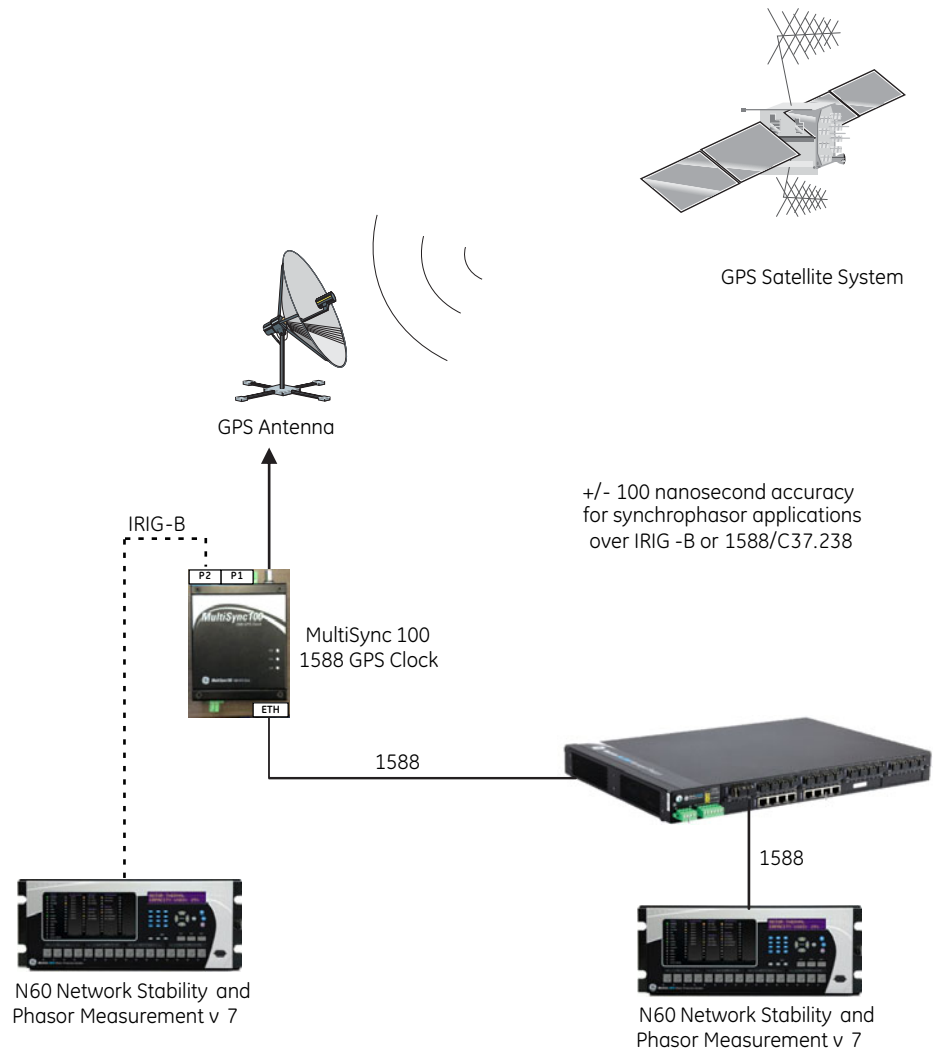 GPS Satellite System
GPS Antenna
+/- 100 nanosecond accuracy
for synchrophasor applications
over IRIG -B or 1588/C37.238
IRIG-B
P2 P1
MultiSync 100
MultiSync 100
1588 GPS Clock
ETH
1588
1588
N60 Network Stability and
Phasor Measurement v 7
N60 Network Stability and
Phasor Measurement v 7